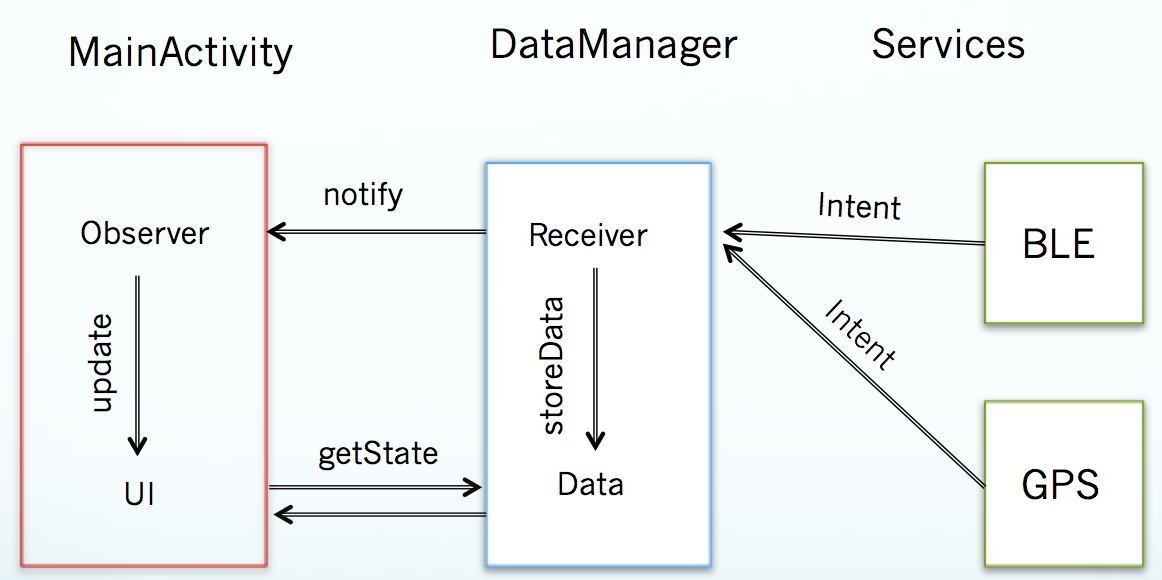 MainActivity
DataManager
Services
notify
Intent
Observer
Receiver
BLE
update
storeData
Intent
getState
UI
Data
GPS